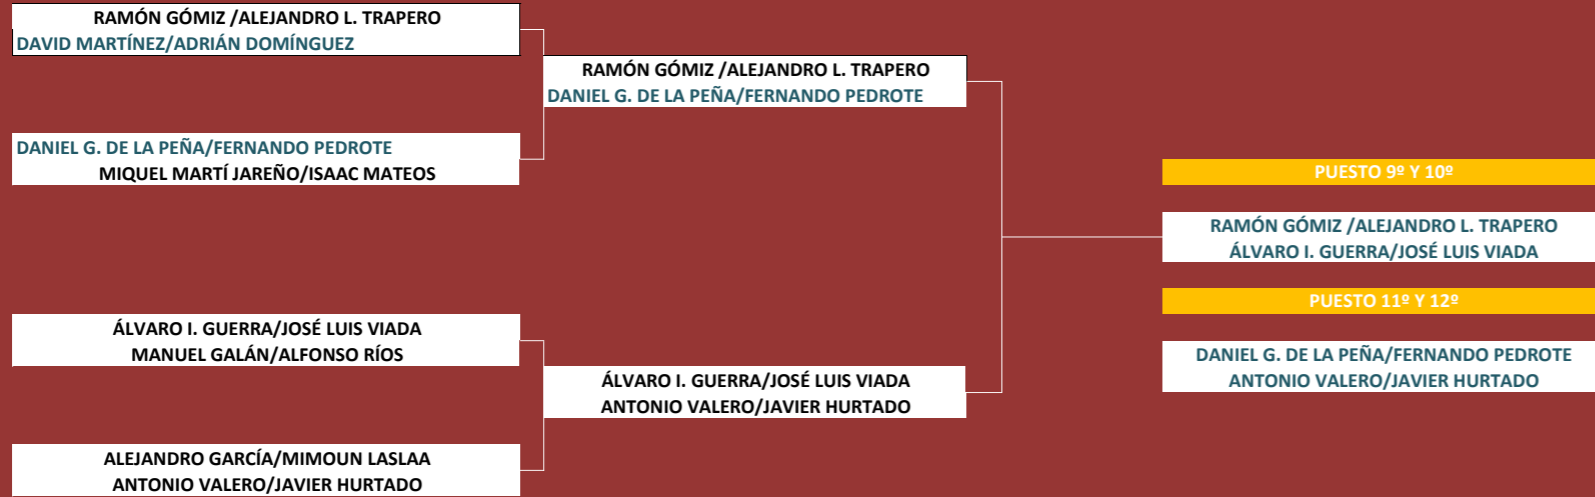 RAMÓN GÓMIZ /ALEJANDRO L. TRAPERO
DAVID MARTÍNEZ/ADRIÁN DOMÍNGUEZ
DANIEL G. DE LA PEÑA/FERNANDO PEDROTE
MIQUEL MARTÍ JAREÑO/ISAAC MATEOS
ÁLVARO I. GUERRA/JOSÉ LUIS VIADA
MANUEL GALÁN/ALFONSO RÍOS
ALEJANDRO GARCÍA/MIMOUN LASLAA
ANTONIO VALERO/JAVIER HURTADO
RAMÓN GÓMIZ /ALEJANDRO L. TRAPERO
DANIEL G. DE LA PEÑA/FERNANDO PEDROTE
ÁLVARO I. GUERRA/JOSÉ LUIS VIADA
ANTONIO VALERO/JAVIER HURTADO
PUESTO 9º Y 10º
RAMÓN GÓMIZ /ALEJANDRO L. TRAPERO
ÁLVARO I. GUERRA/JOSÉ LUIS VIADA
PUESTO 11º Y 12º
DANIEL G. DE LA PEÑA/FERNANDO PEDROTE
ANTONIO VALERO/JAVIER HURTADO